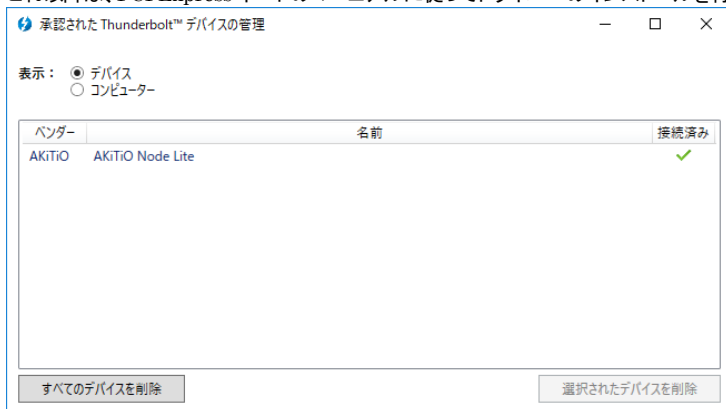 承認された Thunderbolt™ デバイスの管理
表示： デバイス
コンピューター
ベンダー 名前 接続済み
AKiTiO AKiTiO Node Lite
すべてのデバイスを削除 選択されたデバイスを削除